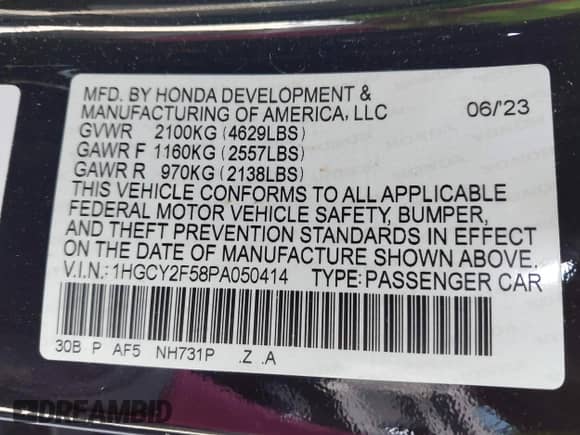 MFD. BY HONDA DEVELOPMENT &
MANUFACTURING OF AMERICA, LLC 06/'23
GVWR 2100KG (4629LBS)
GAWR F 1160KG (2557LBS)
GAWR R 970KG (2138LBS)
THIS VEHICLE CONFORMS TO ALL APPLICABLE
FEDERAL MOTOR VEHICLE SAFETY, BUMPER,
AND THEFT PREVENTION STANDARDS IN EFFECT
ON THE DATE OF MANUFACTURE SHOWN ABOVE.
V.I.N.:1HGCY2F58PA050414 TYPE:PASSENGER CAR
30B P AF5 NH731P .Z .A
DREAMBID